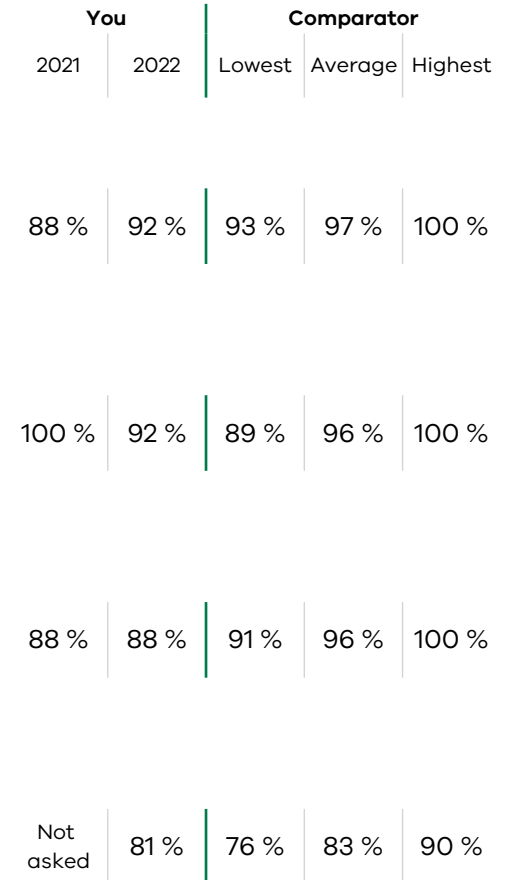 You Comparator
2021 2022 Lowest Average Highest
88 % 92 % 93 % 97 % 100 %
100 % 92 % 89 % 96 % 100 %
88 % 88 % 91 % 96 % 100 %
Not
asked 81 % 76 % 83 % 90 %